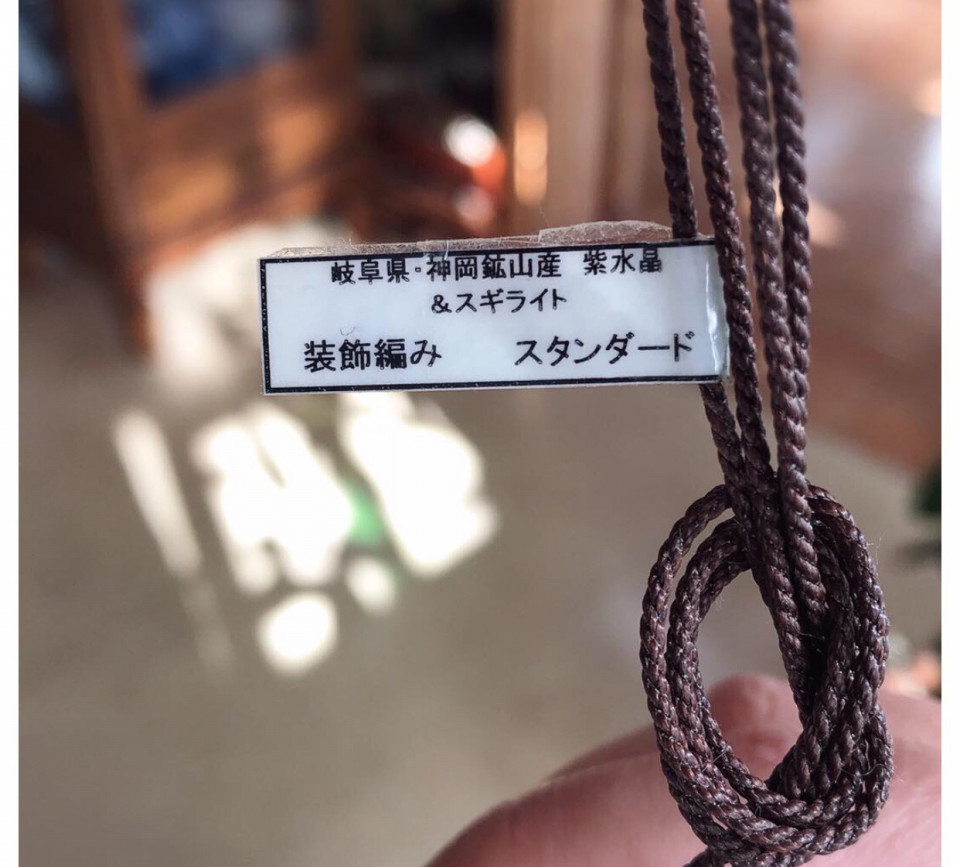 岐阜県・神岡鉱山産　紫水晶
&スギライト
装飾編み　　スタンダード